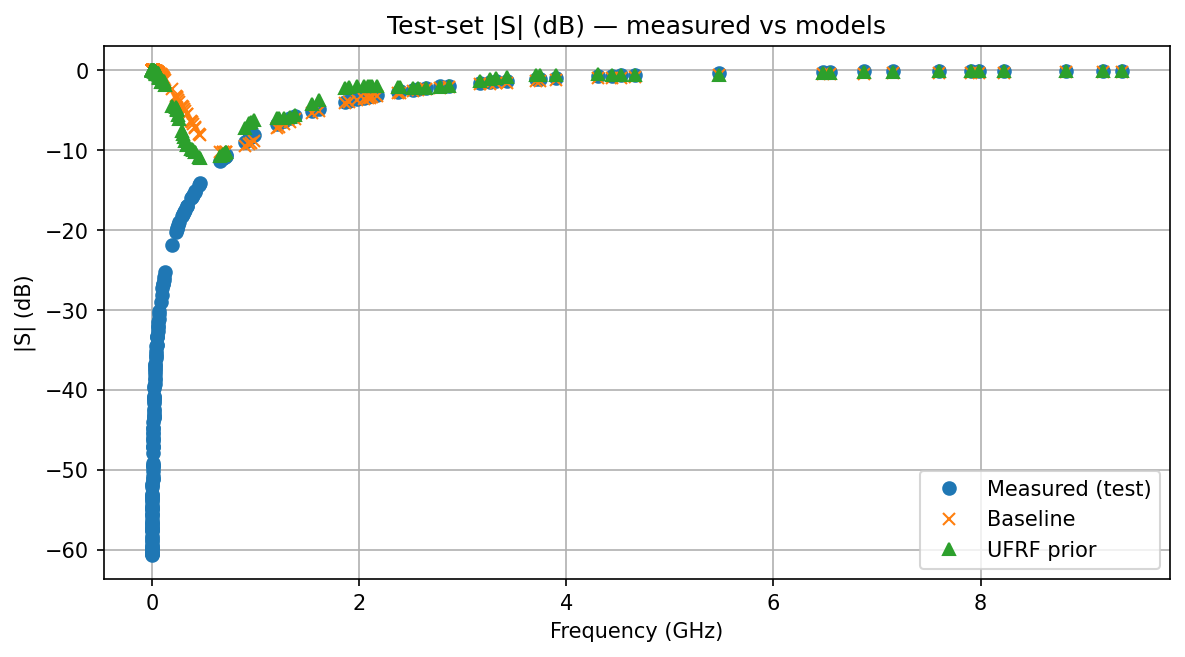 Test-set |S| (dB) — measured vs models
0
−10
−20
−30
−40
−50
−60
|S| (dB)
Measured (test)
Baseline
UFRF prior
0 2 4 6 8
Frequency (GHz)